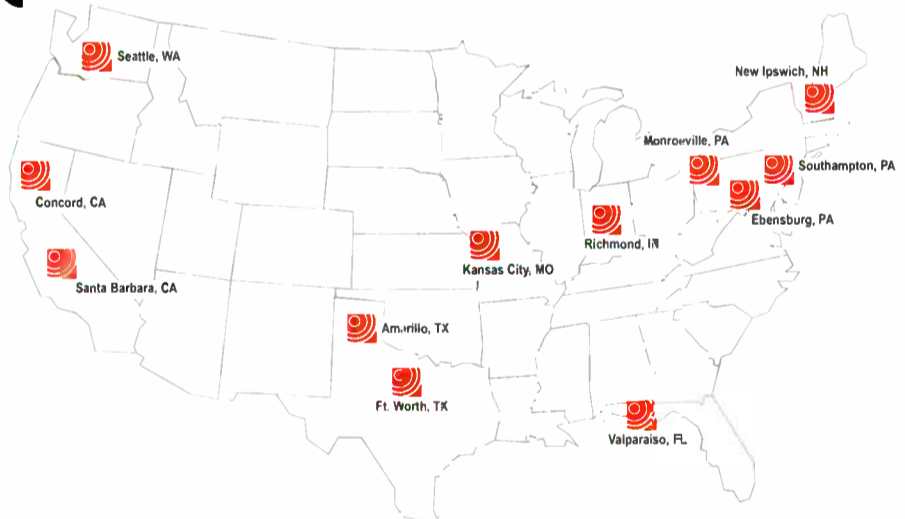 Seattle, WA
New Ipswich, NH
Monroeville, PA
Southampton, PA
Concord, CA
Ebensburg, PA
Richmond, IN
Kansas City, MO
Santa Barbara, CA
Amarillo, TX
Ft. Worth, TX
Valparaiso, FL